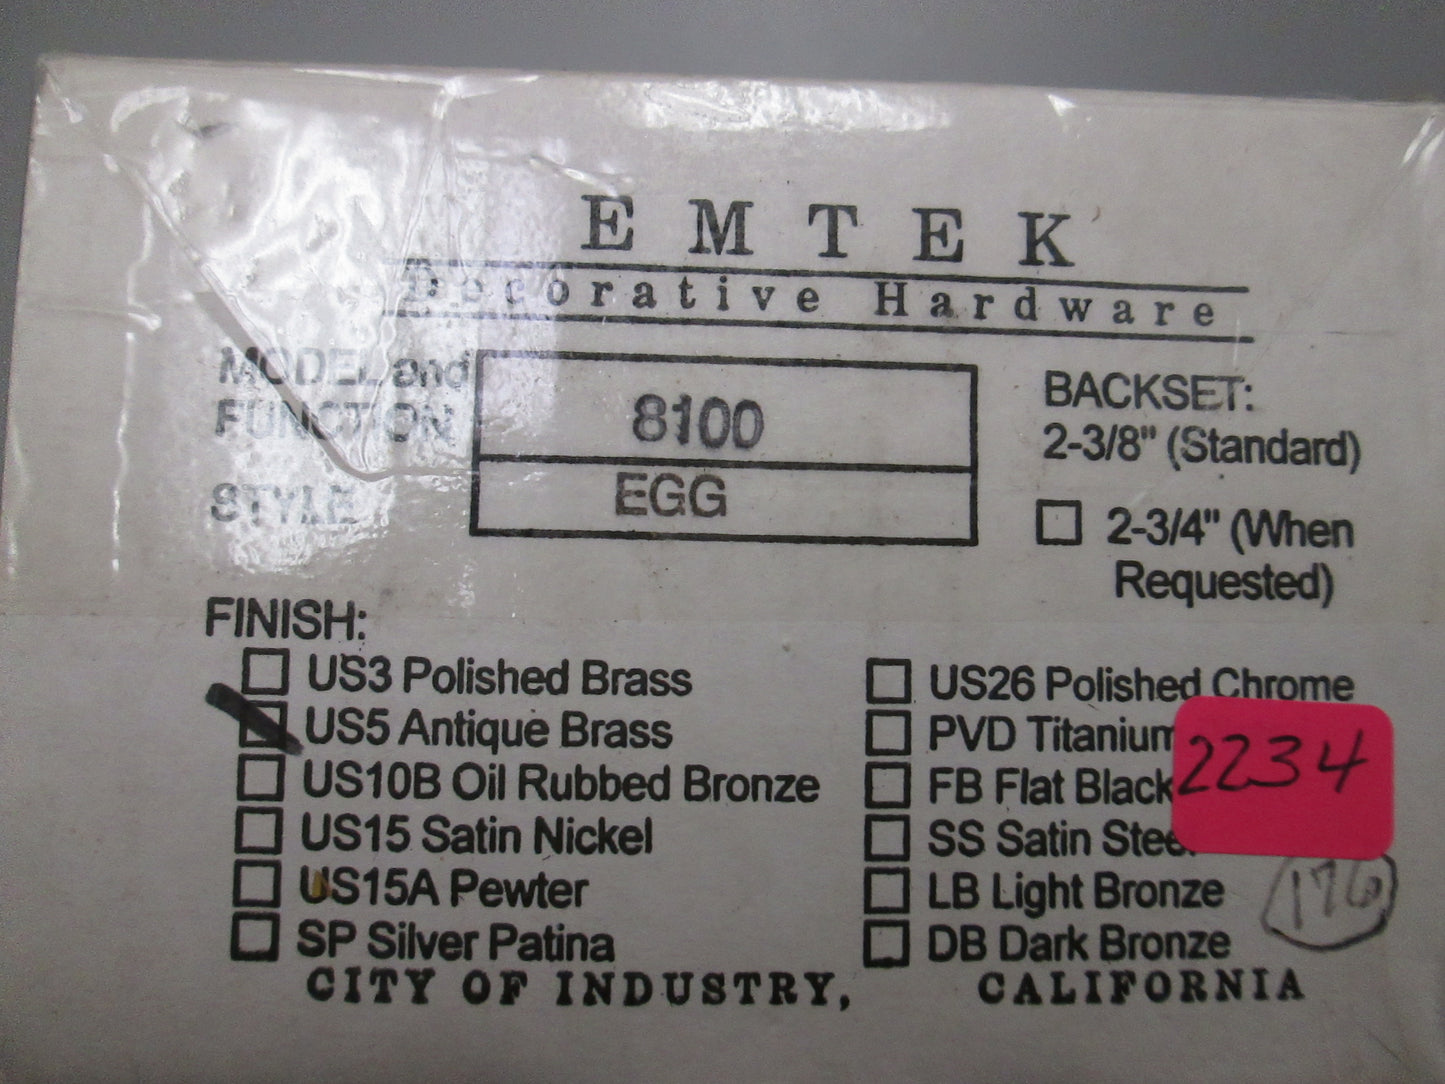 EMTEK
Decorative Hardware
MODEL and
FUNCTION
8100
STYLE
EGG
BACKSET:
2-3/8" (Standard)
2-3/4" (When
Requested)
FINISH:
US3 Polished Brass
US5 Antique Brass
US10B Oil Rubbed Bronze
US15 Satin Nickel
US15A Pewter
SP Silver Patina
US26 Polished Chrome
PVD Titanium
FB Flat Black
SS Satin Steel
LB Light Bronze
DB Dark Bronze
2234
176
CITY OF INDUSTRY, CALIFORNIA